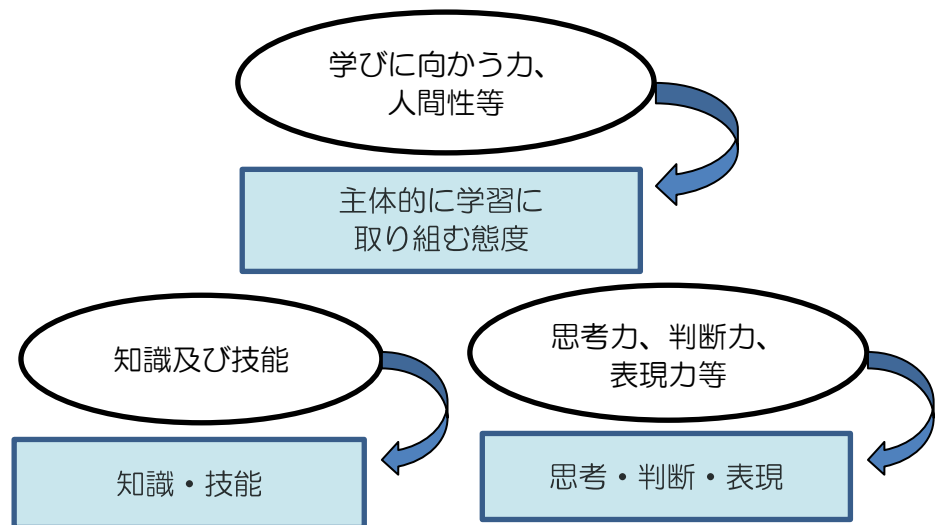 学びに向かう力、
人間性等
主体的に学習に
取り組む態度
知識及び技能
思考力、判断力、
表現力等
知識・技能
思考・判断・表現